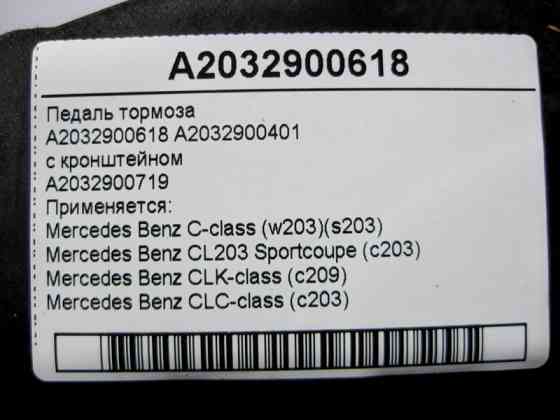 A2032900618
Педаль тормоза
A2032900618 A2032900401
с кронштейном
A2032900719
Применяется:
Mercedes Benz C-class (w203)(s203)
Mercedes Benz CL203 Sportcoupe (c203)
Mercedes Benz CLK-class (c209)
Mercedes Benz CLC-class (c203)